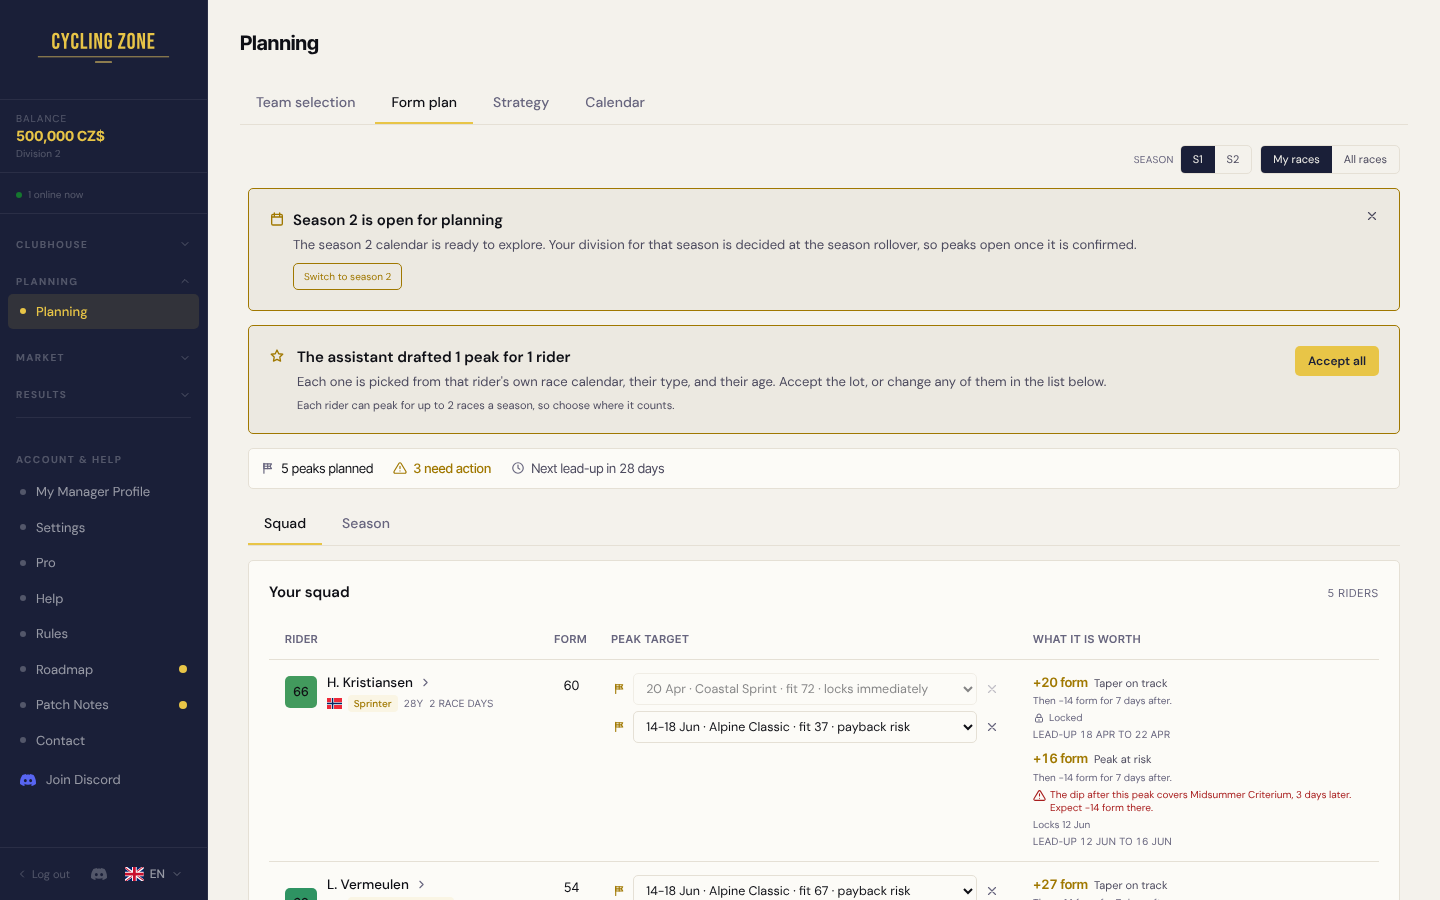 CYCLING ZONE
BALANCE
500,000 CZ$
Division 2
1 online now
CLUBHOUSE
PLANNING
Planning
MARKET
RESULTS
ACCOUNT & HELP
My Manager Profile
Settings
Pro
Help
Rules
Roadmap
Patch Notes
Contact
Join Discord
Log out
EN
Planning
Team selection Form plan Strategy Calendar
SEASON S1 S2 My races All races
Season 2 is open for planning
The season 2 calendar is ready to explore. Your division for that season is decided at the season rollover, so peaks open once it is confirmed.
Switch to season 2
The assistant drafted 1 peak for 1 rider
Accept all
Each one is picked from that rider's own race calendar, their type, and their age. Accept the lot, or change any of them in the list below.
Each rider can peak for up to 2 races a season, so choose where it counts.
5 peaks planned 3 need action Next lead-up in 28 days
Squad Season
Your squad 5 RIDERS
RIDER FORM PEAK TARGET WHAT IT IS WORTH
66 H. Kristiansen
Sprinter 28Y 2 RACE DAYS
60
20 Apr · Coastal Sprint · fit 72 · locks immediately
14-18 Jun · Alpine Classic · fit 37 · payback risk
+20 form Taper on track
Then -14 form for 7 days after.
Locked
LEAD-UP 18 APR TO 22 APR
+16 form Peak at risk
Then -14 form for 7 days after.
The dip after this peak covers Midsummer Criterium, 3 days later.
Expect -14 form there.
Locks 12 Jun
LEAD-UP 12 JUN TO 16 JUN
L. Vermeulen
54
14-18 Jun · Alpine Classic · fit 67 · payback risk
+27 form Taper on track